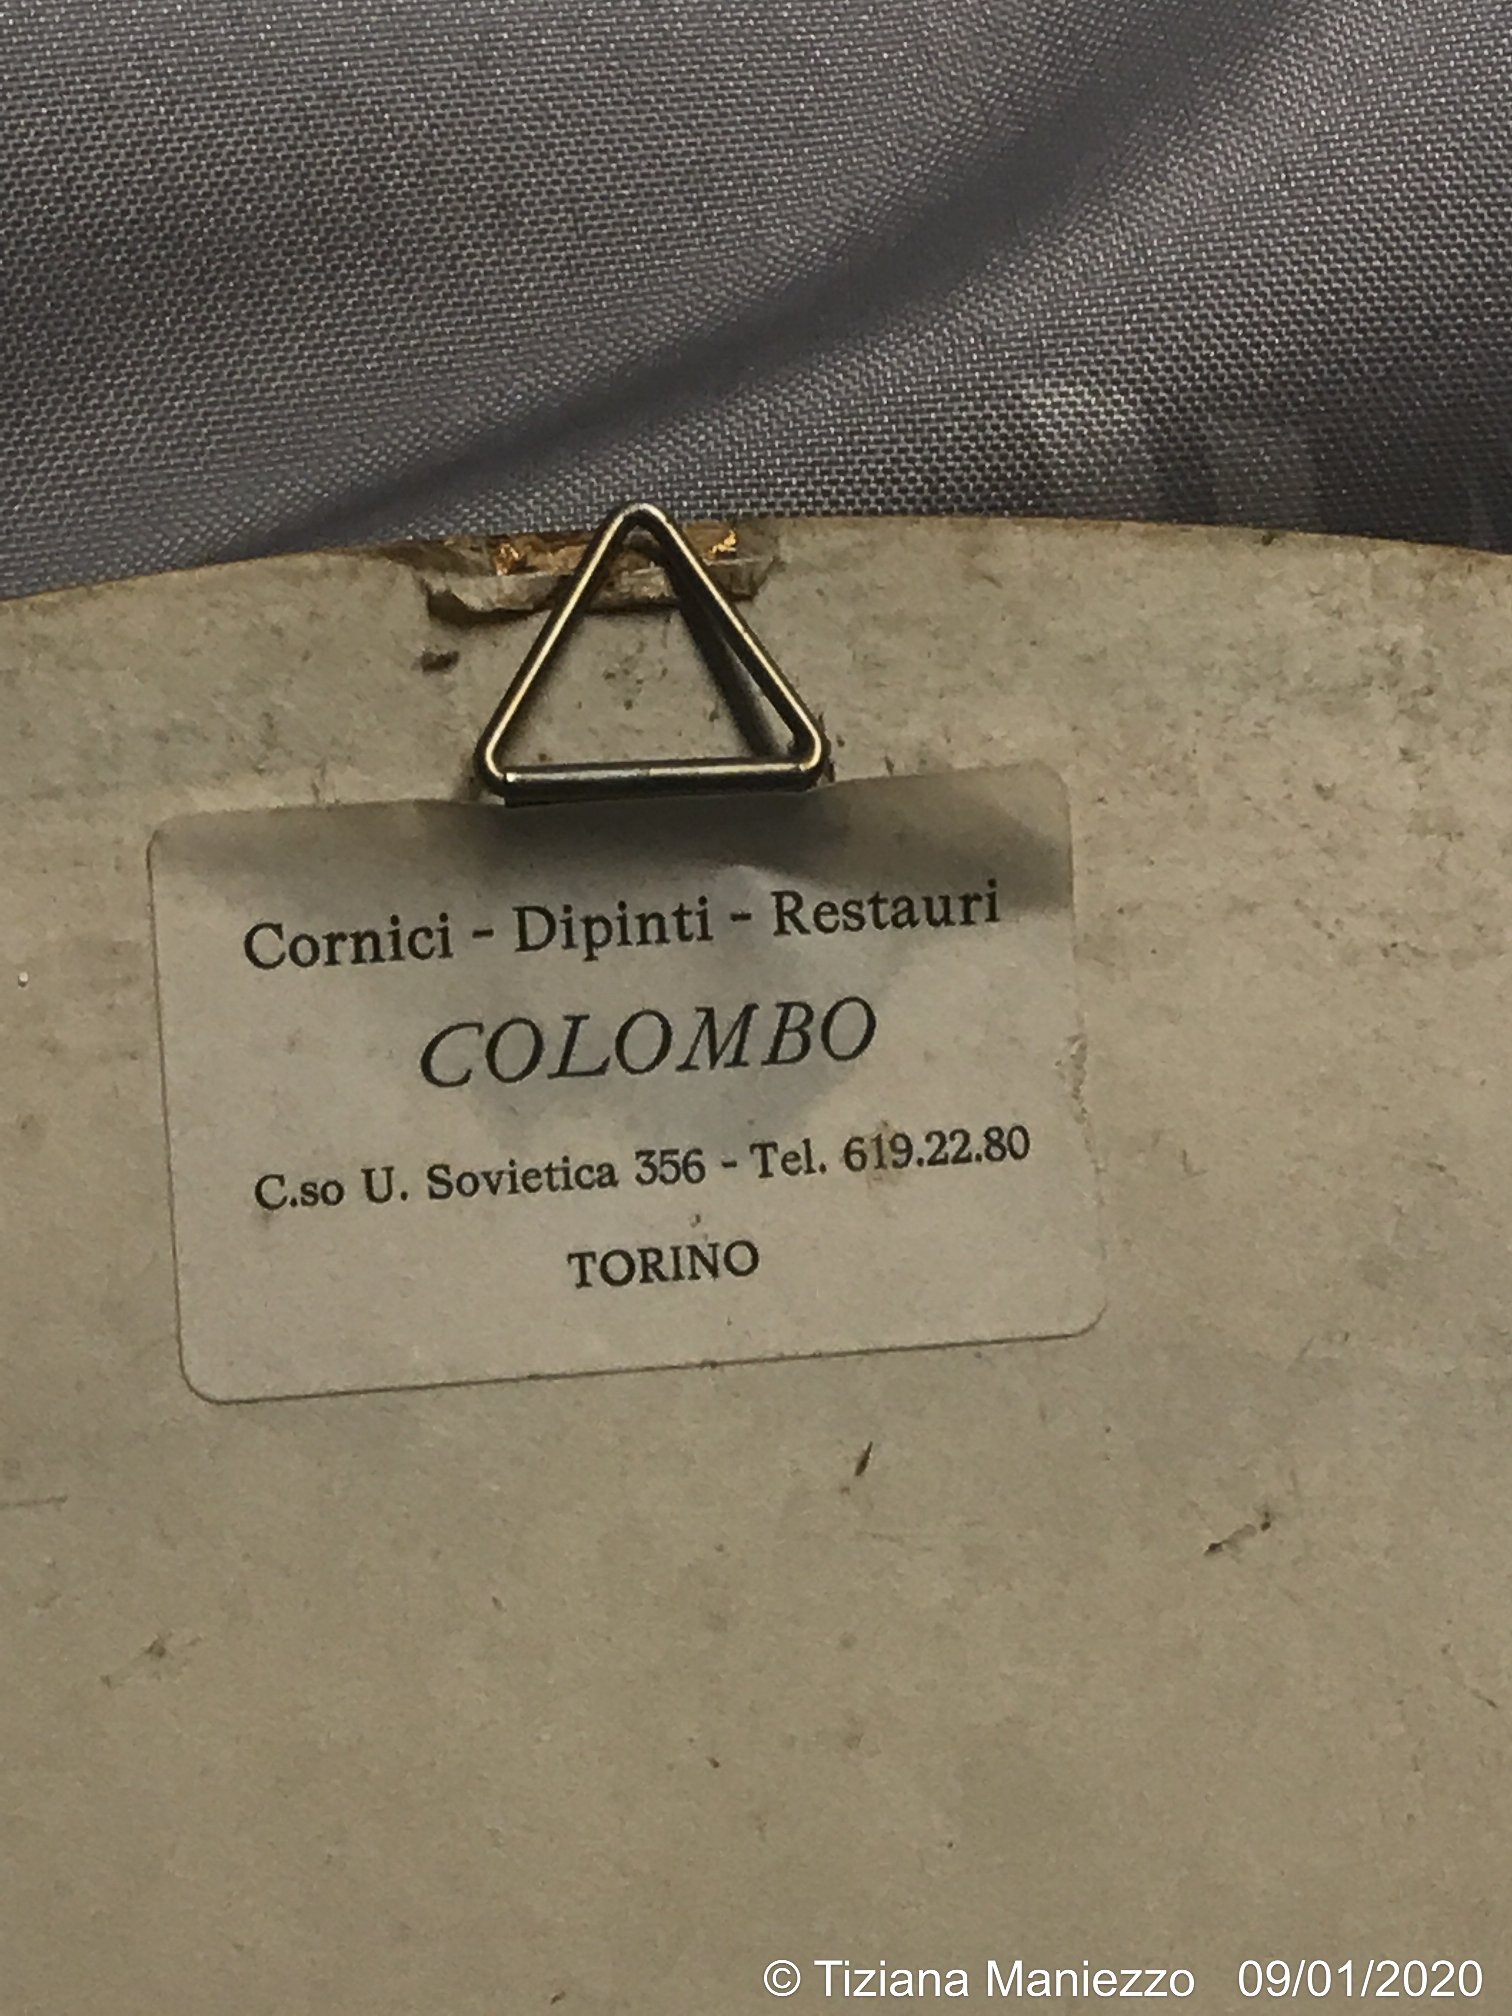 Cornici - Dipinti - Restauri
COLOMBO
C.so U. Sovietica 356 - Tel. 619.22.80
TORINO
© Tiziana Maniezzo 09/01/2020